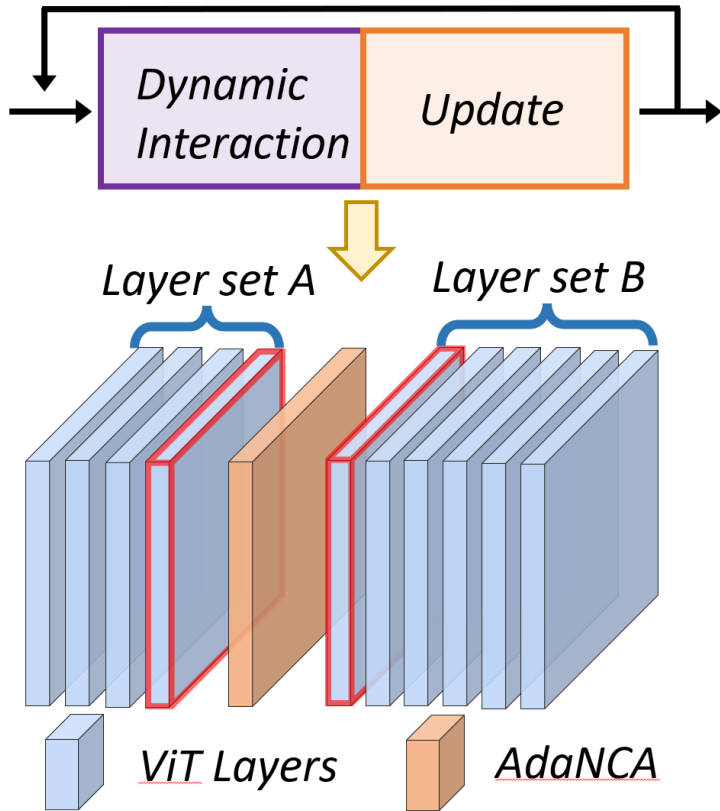 Dynamic
Interaction
Update
Layer set A
Layer set B
ViT Layers
AdaNCA